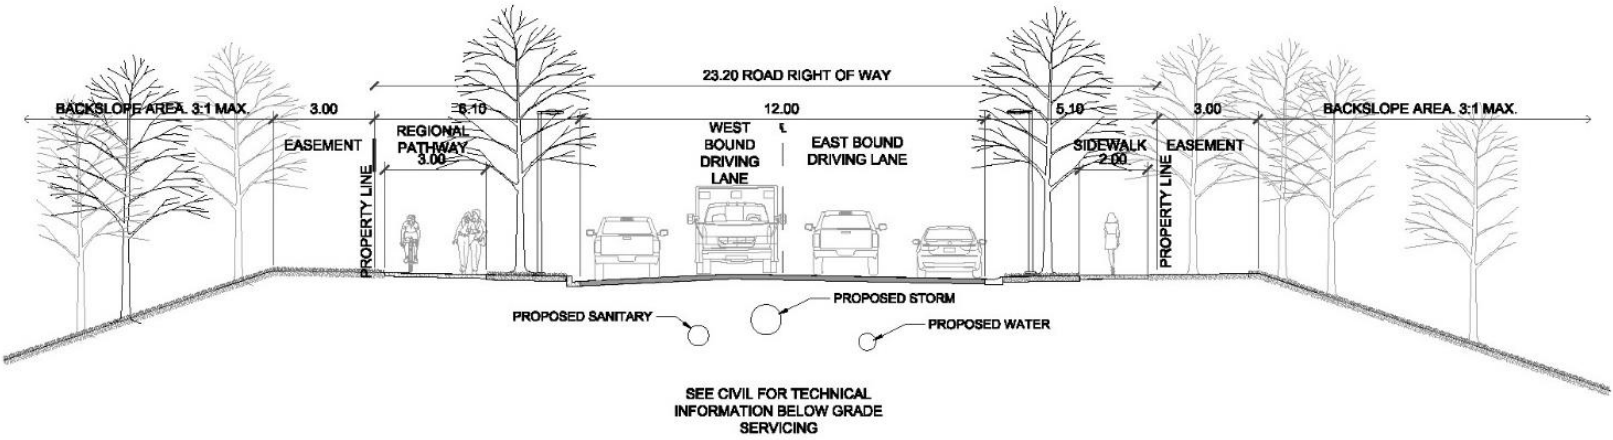 23.20 ROAD RIGHT OF WAY
BACKSLOPE AREA. 3:1 MAX.
3.00
6.10
12.00
5.10
3.00
BACKSLOPE AREA. 3:1 MAX.
EASEMENT
REGIONAL
PATHWAY
3.00
WEST
BOUND
DRIVING
LANE
EAST BOUND
DRIVING LANE
SIDEWALK
2.00
EASEMENT
PROPERTY LINE
PROPERTY LINE
PROPOSED SANITARY
PROPOSED STORM
PROPOSED WATER
SEE CIVIL FOR TECHNICAL
INFORMATION BELOW GRADE
SERVICING